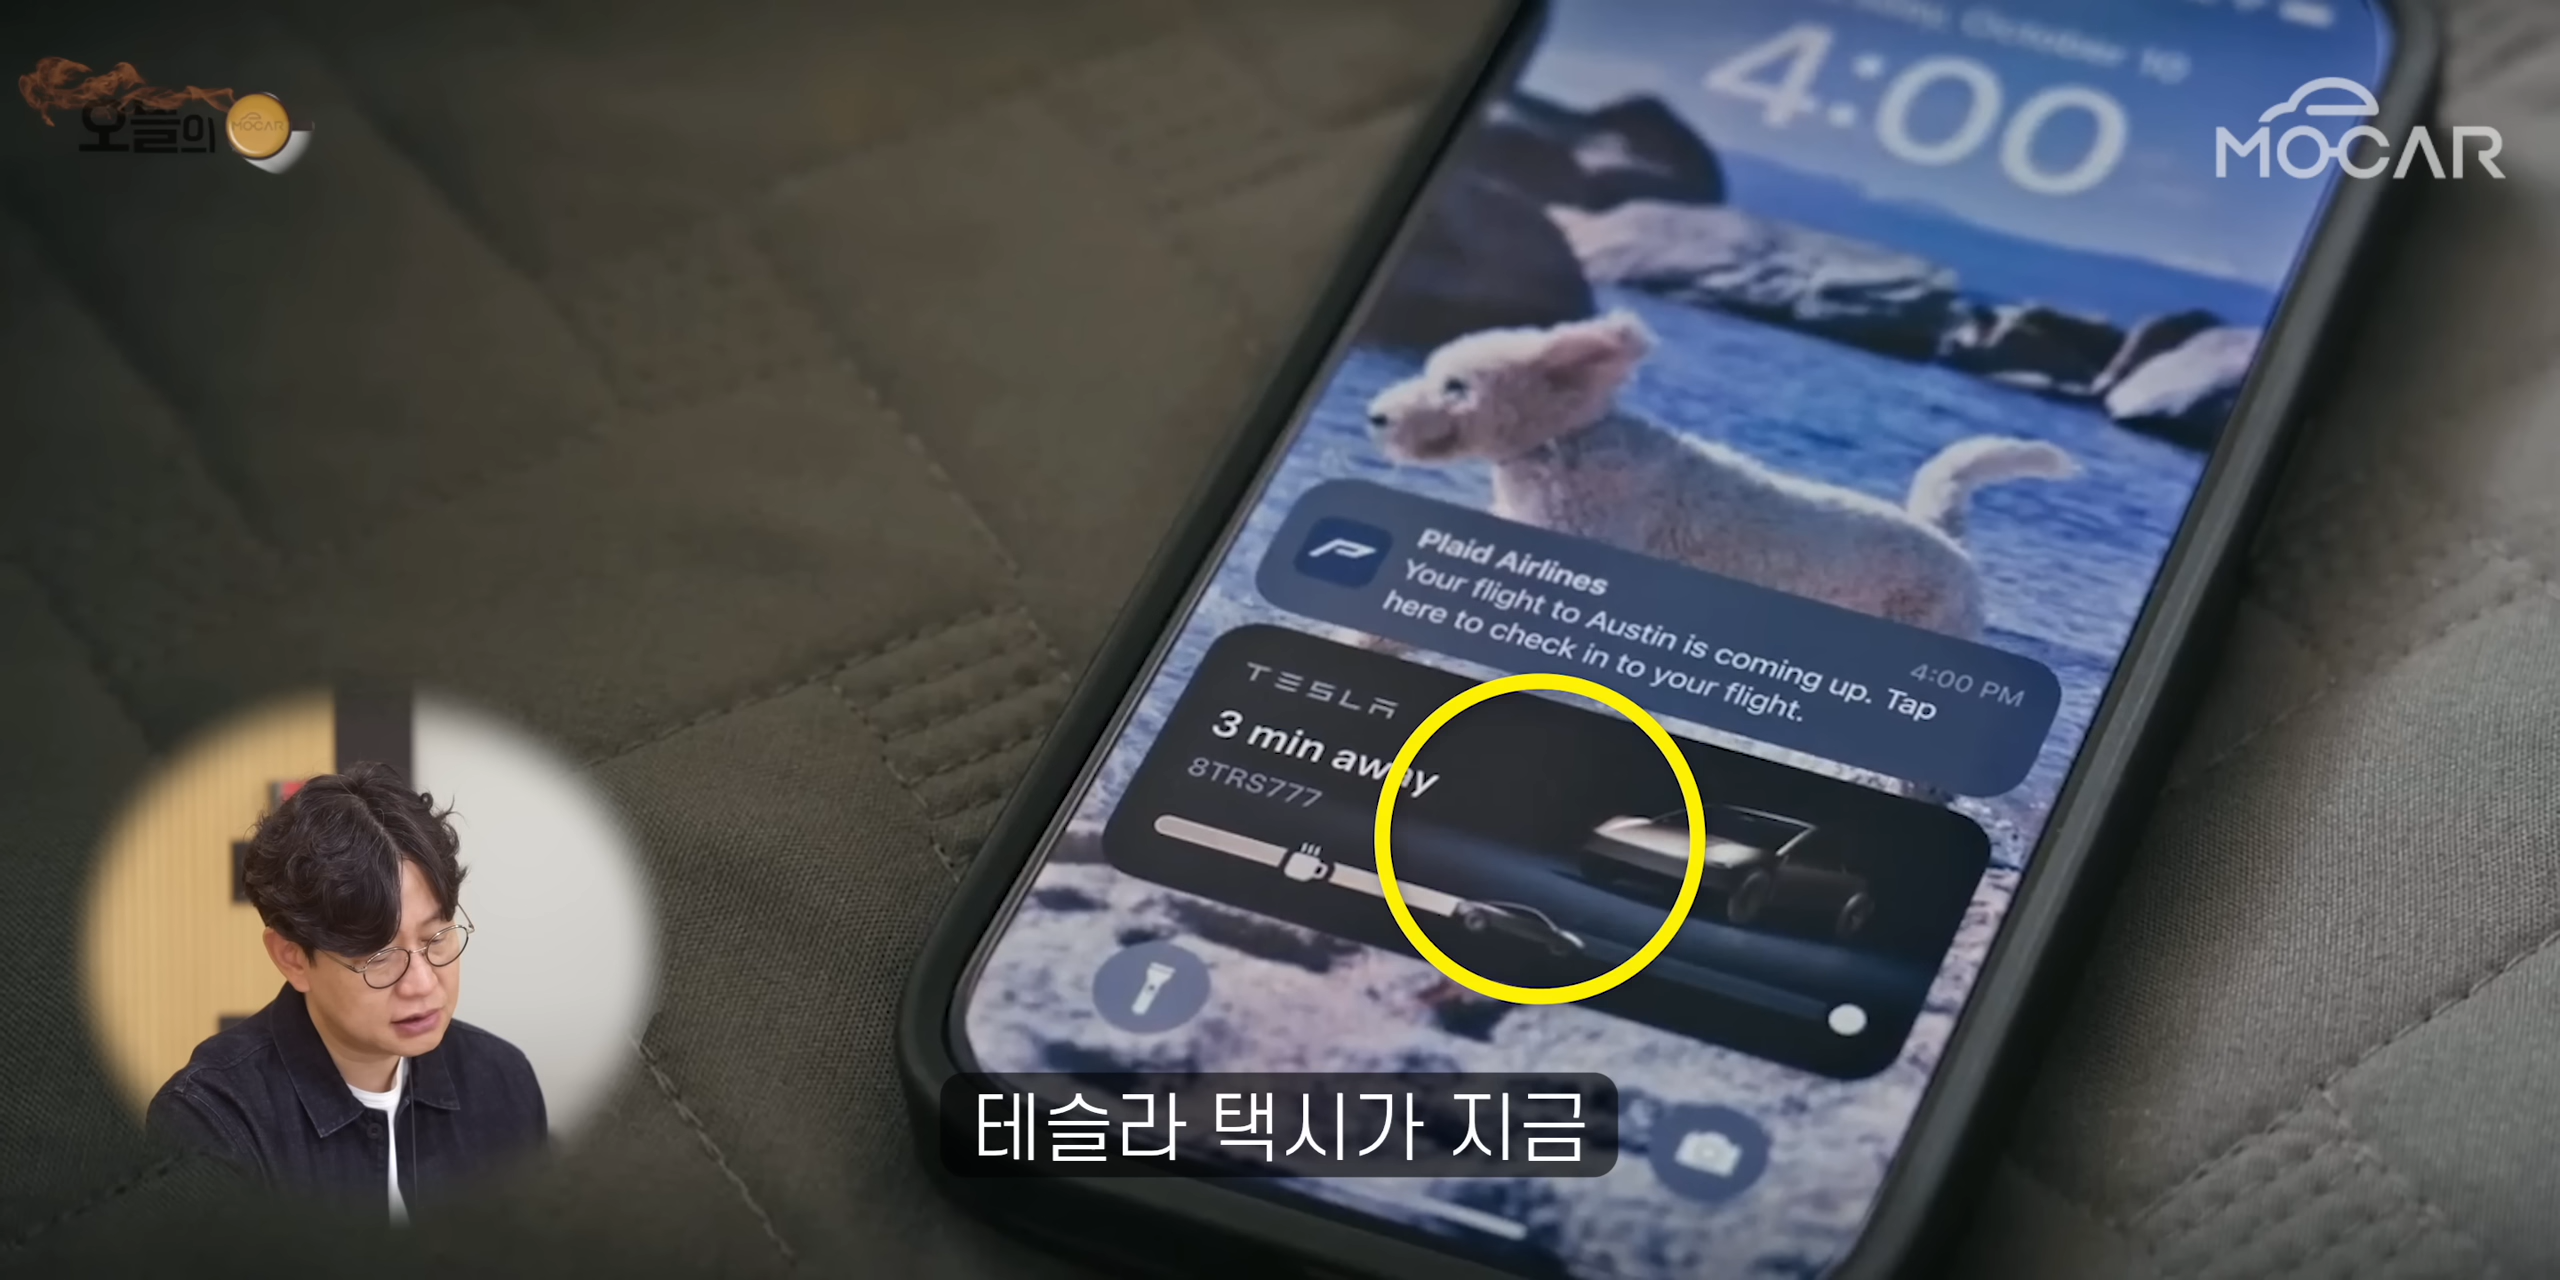 오늘의
MOCAR
MOCAR
October 10
4:00
Plaid Airlines
4:00 PM
Your flight to Austin is coming up. Tap
here to check in to your flight.
TESLA
3 min away
8TRS777
테슬라 택시가 지금